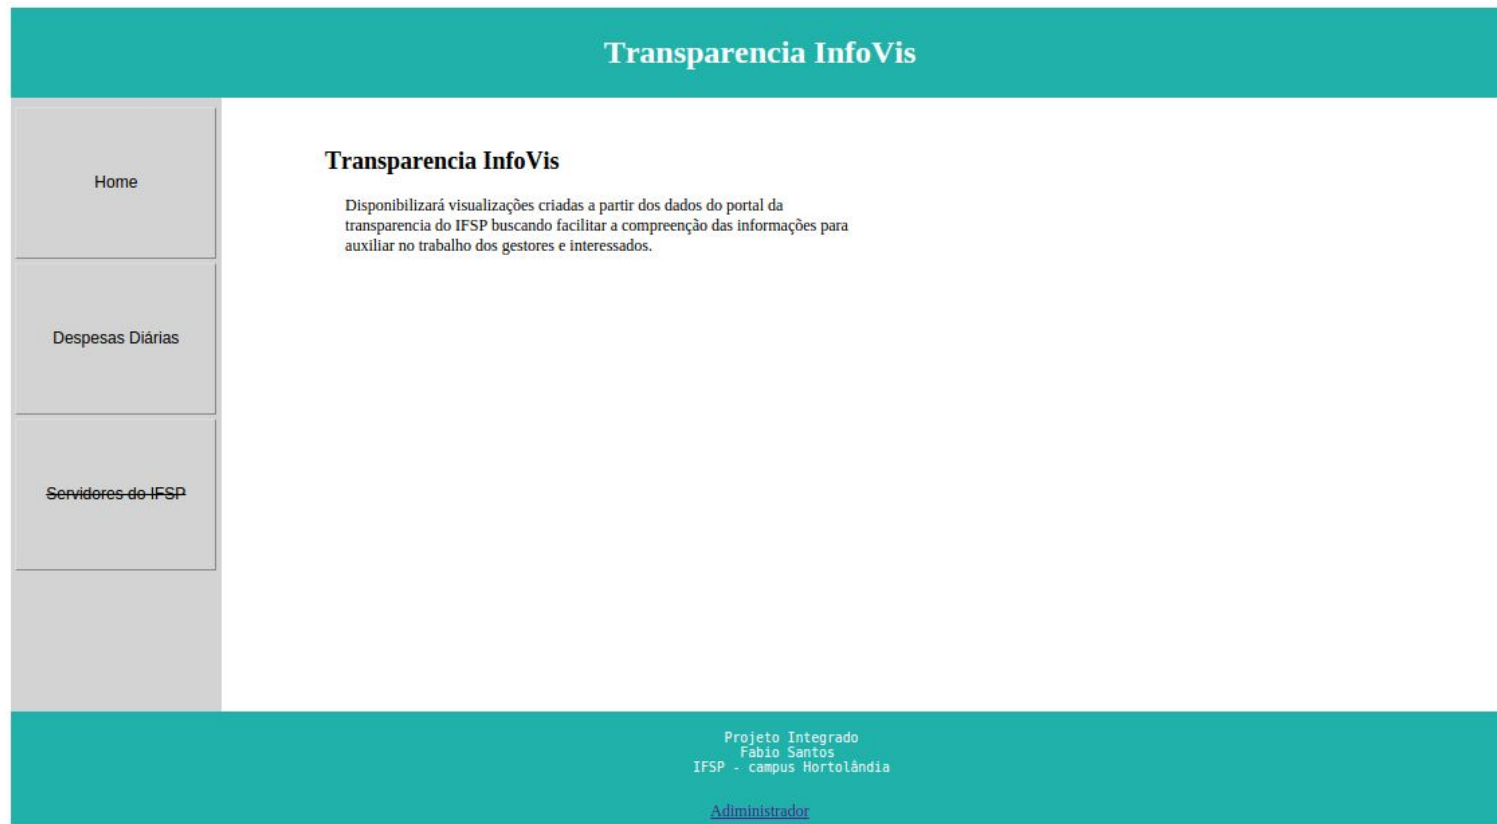 Transparencia InfoVis
Home
Despesas Diárias
Servidores do IFSP
Transparencia InfoVis
Disponibilizará visualizações criadas a partir dos dados do portal da
transparencia do IFSP buscando facilitar a compreenção das informações para
auxiliar no trabalho dos gestores e interessados.
Projeto Integrado
Fabio Santos
IFSP - campus Hortolândia
Adiministrador